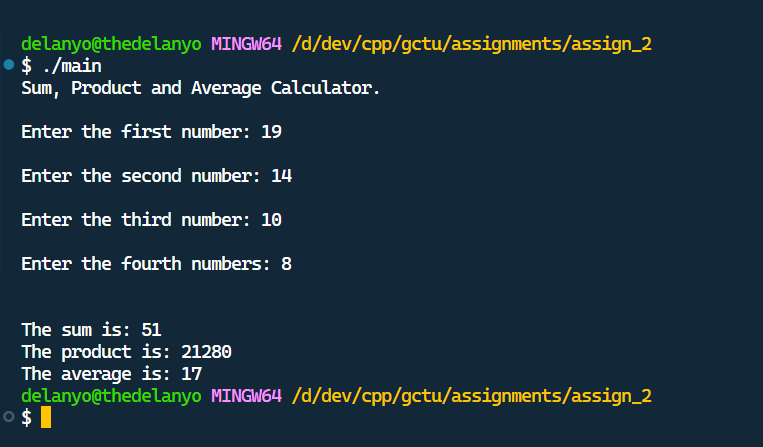 delanyo@thedelanyo MINGW64 /d/dev/cpp/gctu/assignments/assign_2
$ ./main
Sum, Product and Average Calculator.
Enter the first number: 19
Enter the second number: 14
Enter the third number: 10
Enter the fourth numbers: 8
The sum is: 51
The product is: 21280
The average is: 17
delanyo@thedelanyo MINGW64 /d/dev/cpp/gctu/assignments/assign_2
$